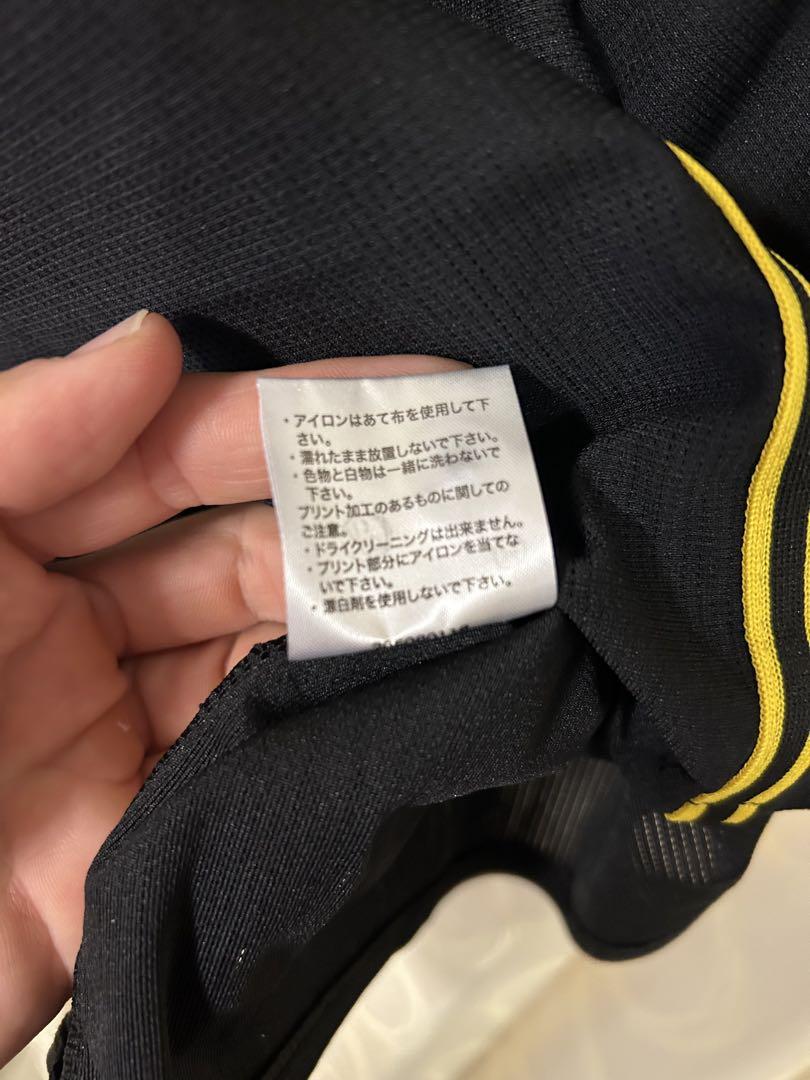 ・アイロンはあて布を使用して下
さい。
・濡れたまま放置しないで下さい。
・色物と白物は一緒に洗わないで
下さい。
プリント加工のあるものに関しての
ご注意。
・ドライクリーニングは出来ません。
・プリント部分にアイロンを当てな
いで下さい。
・漂白剤を使用しないで下さい。